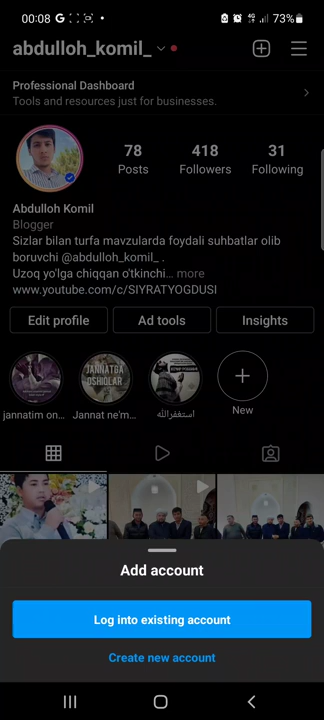 00:08 G 4G 73%
abdulloh_komil_
Professional Dashboard
Tools and resources just for businesses.
78 418 31
Posts Followers Following
Abdulloh Komil
Blogger
Sizlar bilan turfa mavzularda foydali suhbatlar olib
boruvchi @abdulloh_komil_ .
Uzoq yo'lga chiqqan o'tkinchi... more
www.youtube.com/c/SIYRATYOGDUSI
Edit profile Ad tools Insights
JANNATGA
OSHIQLAR
jannatim on... Jannat ne'm... استغفرالله New
Add account
Log into existing account
Create new account